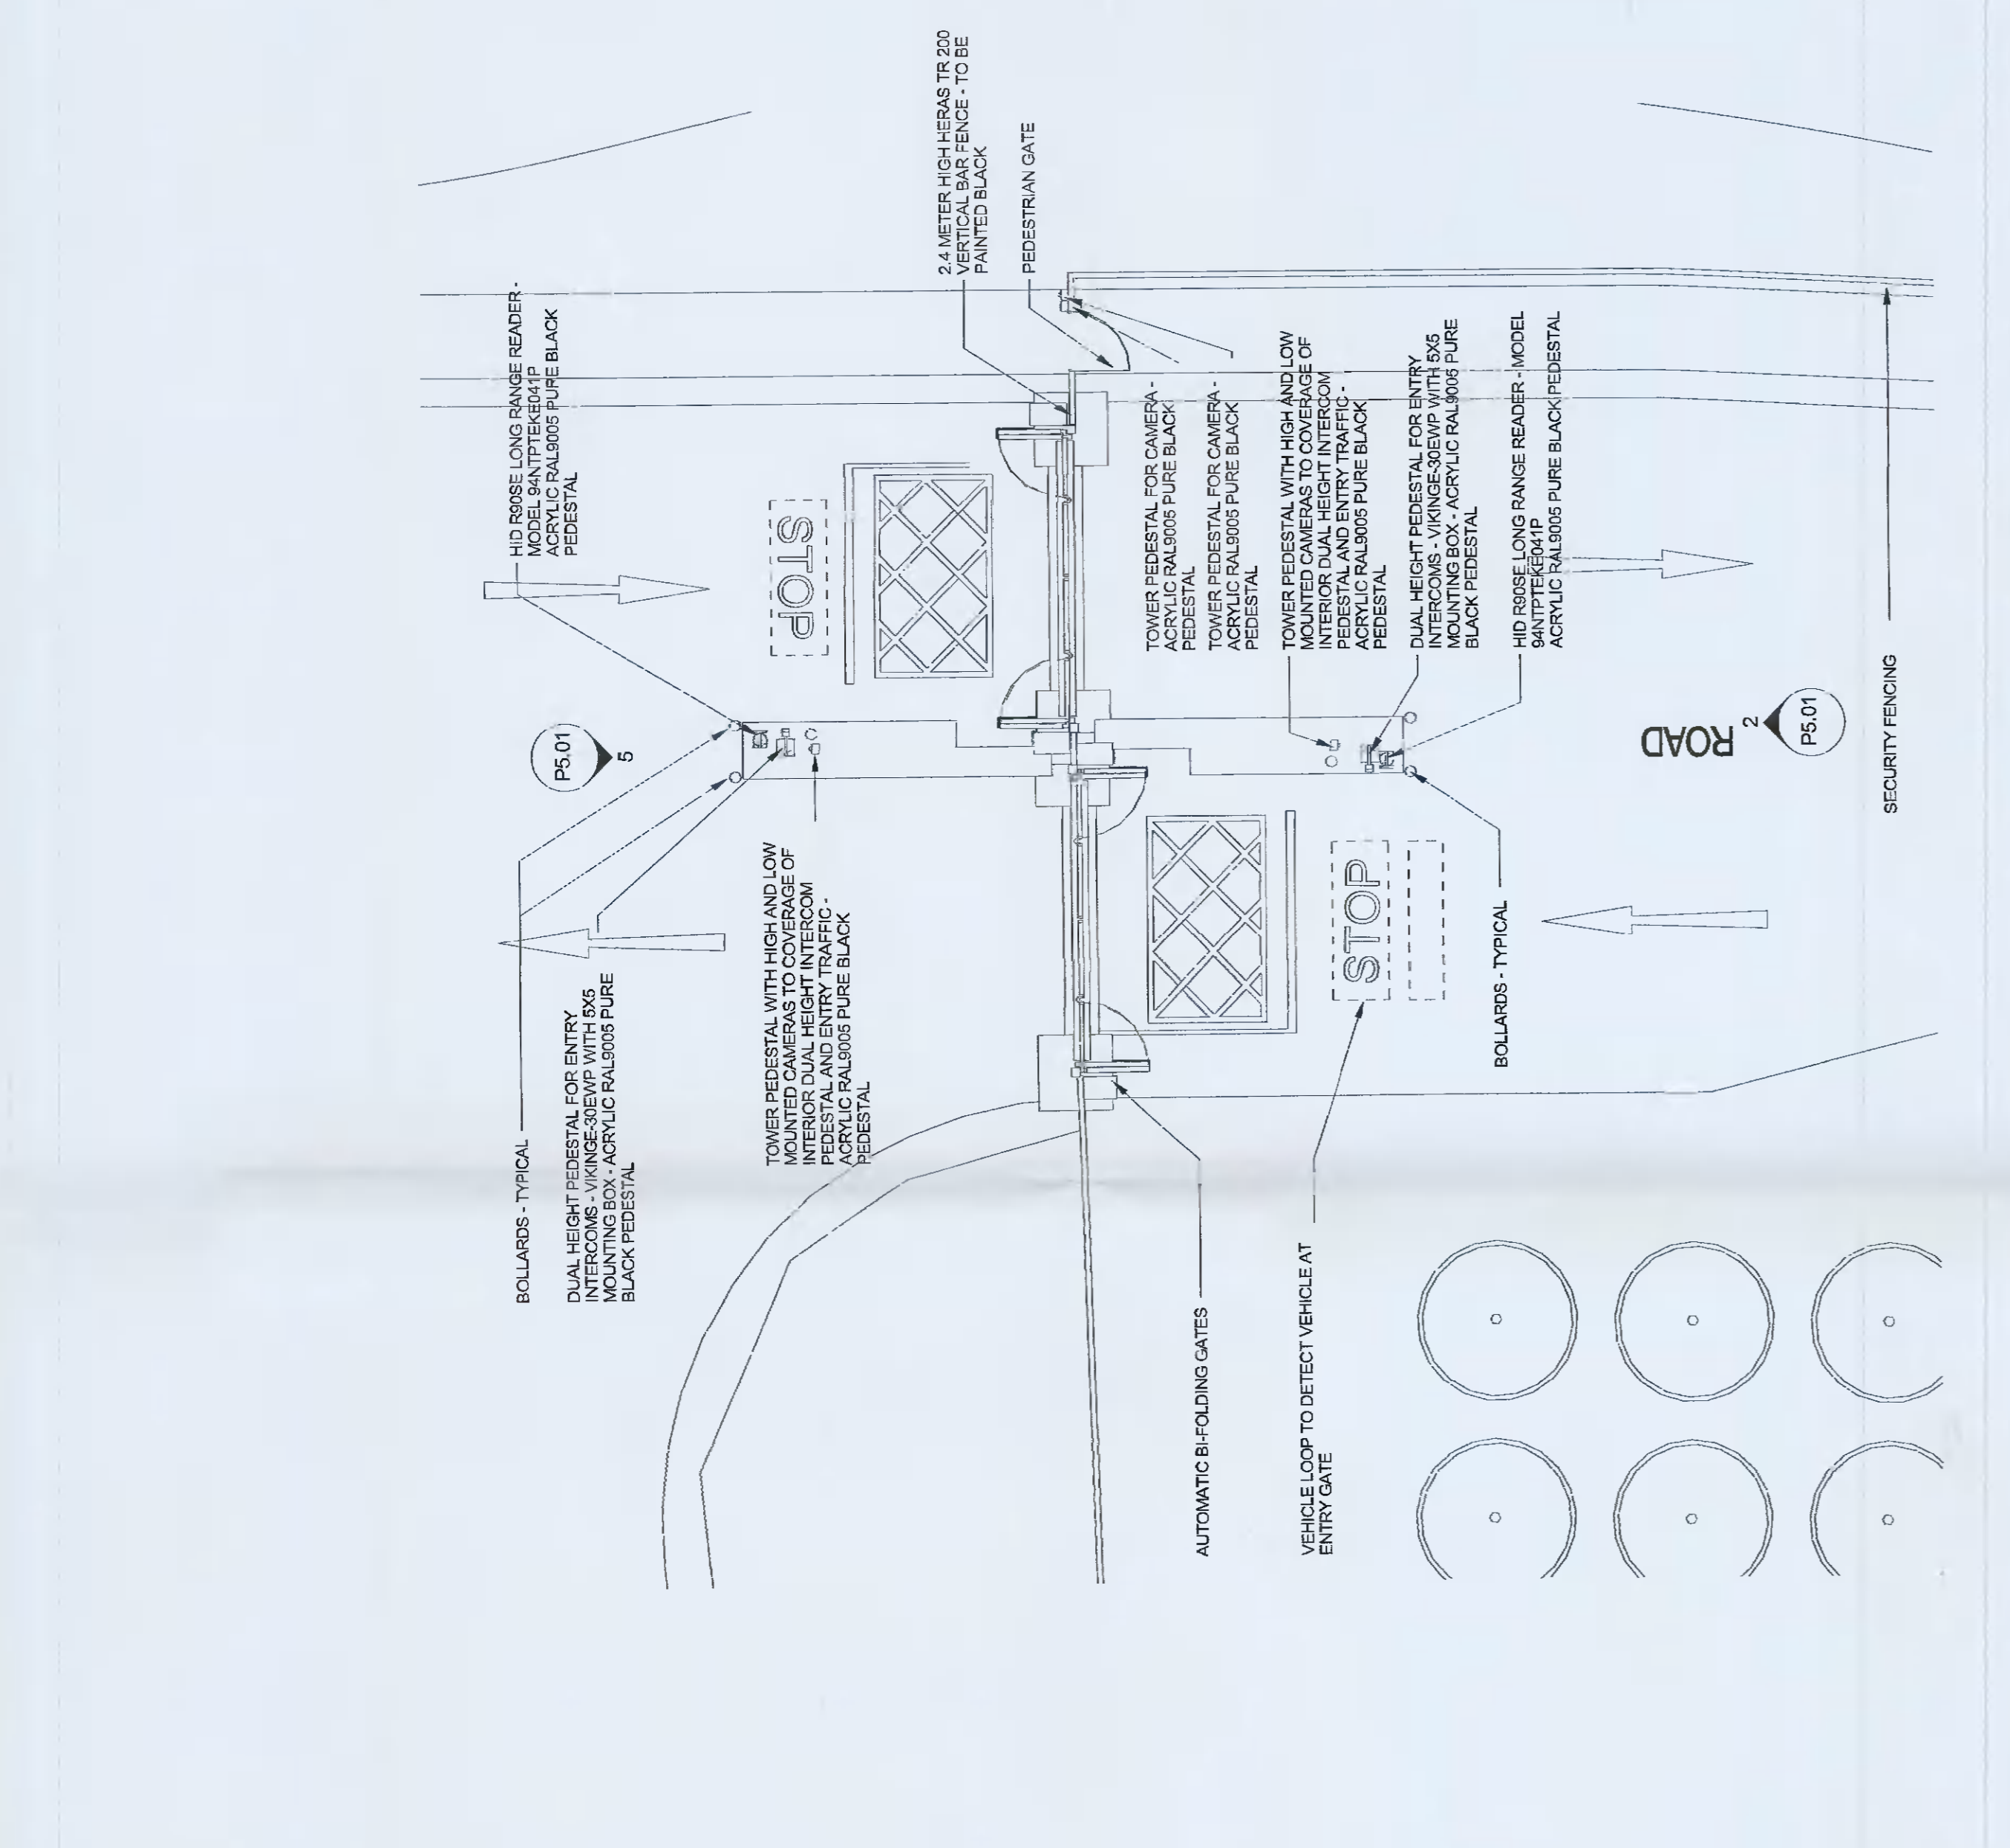 HID R90SE LONG RANGE READER -
MODEL 94NTPTEKE041P
ACRYLIC RAL9005 PURE BLACK
PEDESTAL
2.4 METER HIGH HERAS TR 200
VERTICAL BAR FENCE - TO BE
PAINTED BLACK
PEDESTRIAN GATE
TOWER PEDESTAL FOR CAMERA -
ACRYLIC RAL9005 PURE BLACK
PEDESTAL
TOWER PEDESTAL FOR CAMERA -
ACRYLIC RAL9005 PURE BLACK
PEDESTAL
TOWER PEDESTAL WITH HIGH AND LOW
MOUNTED CAMERAS TO COVERAGE OF
INTERIOR DUAL HEIGHT INTERCOM
PEDESTAL AND ENTRY TRAFFIC -
ACRYLIC RAL9005 PURE BLACK
PEDESTAL
DUAL HEIGHT PEDESTAL FOR ENTRY
INTERCOMS - VIKINGE-30EWP WITH 5X5
MOUNTING BOX - ACRYLIC RAL9005 PURE
BLACK PEDESTAL
HID R90SE LONG RANGE READER - MODEL
94NTPTEKE041P
ACRYLIC RAL9005 PURE BLACK PEDESTAL
STOP
P5.01
5
ROAD
2
P5.01
SECURITY FENCING
STOP
BOLLARDS - TYPICAL
TOWER PEDESTAL WITH HIGH AND LOW
MOUNTED CAMERAS TO COVERAGE OF
INTERIOR DUAL HEIGHT INTERCOM
PEDESTAL AND ENTRY TRAFFIC -
ACRYLIC RAL9005 PURE BLACK
PEDESTAL
BOLLARDS - TYPICAL
DUAL HEIGHT PEDESTAL FOR ENTRY
INTERCOMS - VIKINGE-30EWP WITH 5X5
MOUNTING BOX - ACRYLIC RAL9005 PURE
BLACK PEDESTAL
AUTOMATIC BI-FOLDING GATES
VEHICLE LOOP TO DETECT VEHICLE AT
ENTRY GATE